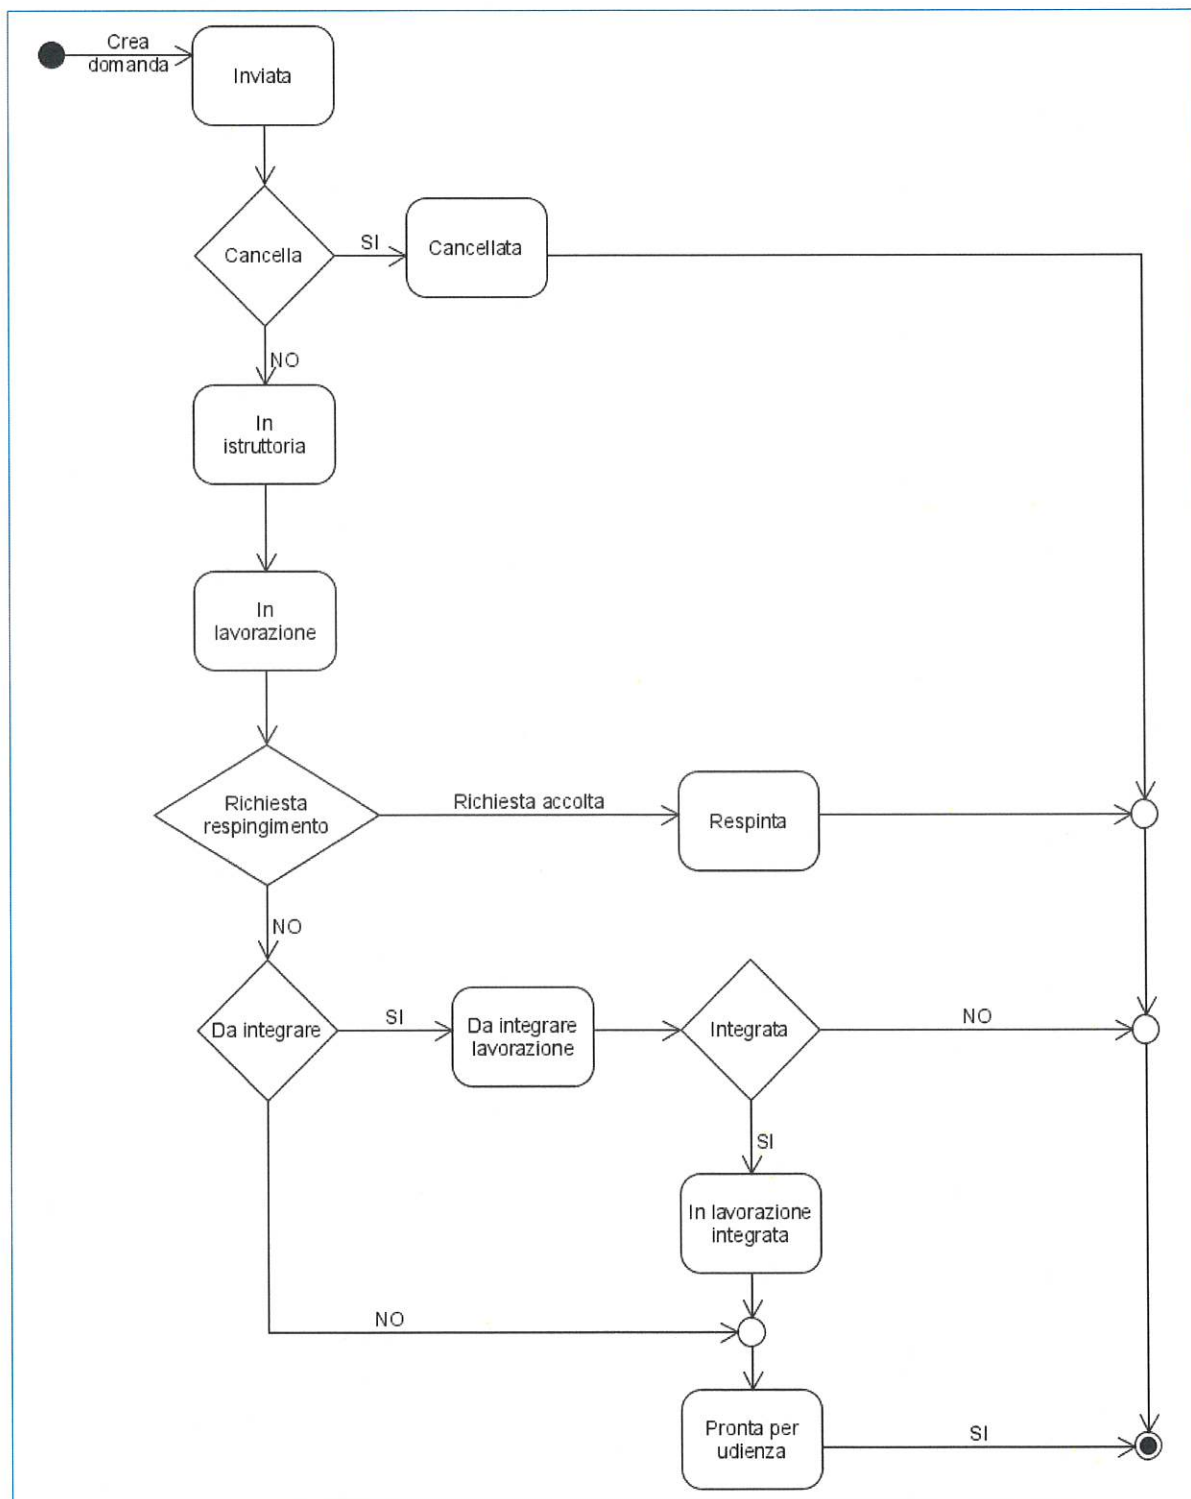 Crea
domanda
Inviata
Cancella
SI
Cancellata
NO
In
istruttoria
In
lavorazione
Richiesta
respingimento
Richiesta accolta
Respinta
NO
Da integrare
SI
Da integrare
lavorazione
Integrata
NO
SI
In lavorazione
integrata
NO
Pronta per
udienza
SI